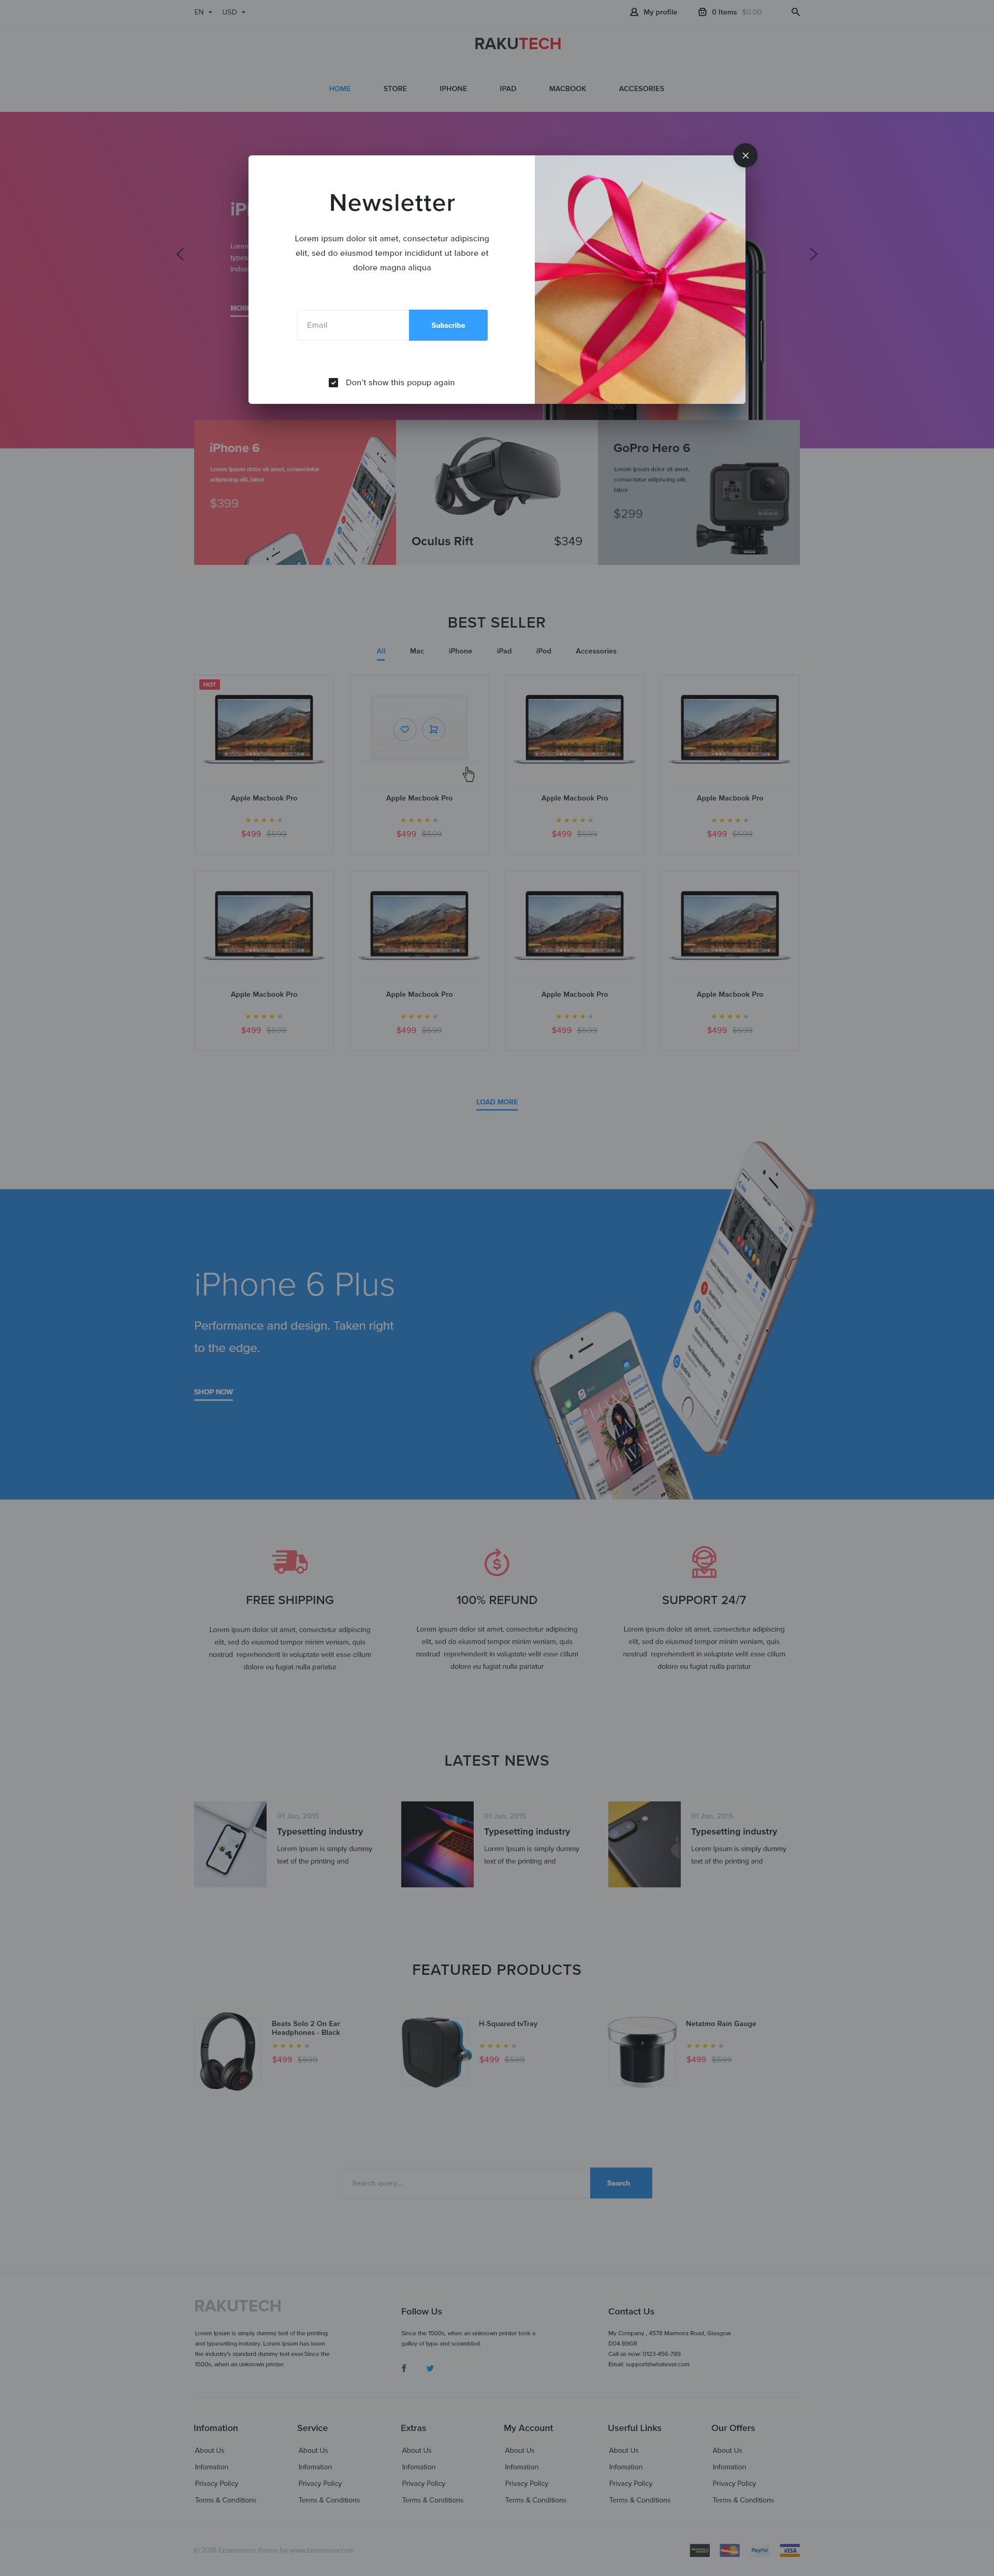 EN USD My profile 0 Items $0.00
RAKUTECH
HOME STORE IPHONE IPAD MACBOOK ACCESORIES
Newsletter
Lorem ipsum dolor sit amet, consectetur adipiscing
elit, sed do eiusmod tempor incididunt ut labore et
dolore magna aliqua
Email Subscribe
Don't show this popup again
iPhone 6
Lorem ipsum dolor sit amet, consectetur
adipisicing elit, labor
$399
Oculus Rift $349
GoPro Hero 6
Lorem ipsum dolor sit amet,
consectetur adipisicing elit,
labor
$299
BEST SELLER
All Mac iPhone iPad iPod Accessories
HOT
Apple Macbook Pro Apple Macbook Pro Apple Macbook Pro Apple Macbook Pro
$499 $599 $499 $599 $499 $599 $499 $599
Apple Macbook Pro Apple Macbook Pro Apple Macbook Pro Apple Macbook Pro
$499 $599 $499 $599 $499 $599 $499 $599
LOAD MORE
iPhone 6 Plus
Performance and design. Taken right
to the edge.
SHOP NOW
FREE SHIPPING
Lorem ipsum dolor sit amet, consectetur adipisicing
elit, sed do eiusmod tempor minim veniam, quis
nostrud reprehenderit in voluptate velit esse cillum
dolore eu fugiat nulla pariatur
100% REFUND
Lorem ipsum dolor sit amet, consectetur adipisicing
elit, sed do eiusmod tempor minim veniam, quis
nostrud reprehenderit in voluptate velit esse cillum
dolore eu fugiat nulla pariatur
SUPPORT 24/7
Lorem ipsum dolor sit amet, consectetur adipisicing
elit, sed do eiusmod tempor minim veniam, quis
nostrud reprehenderit in voluptate velit esse cillum
dolore eu fugiat nulla pariatur
LATEST NEWS
01 Jan, 2015
Typesetting industry
Lorem Ipsum is simply dummy
text of the printing and
01 Jan, 2015
Typesetting industry
Lorem Ipsum is simply dummy
text of the printing and
01 Jan, 2015
Typesetting industry
Lorem Ipsum is simply dummy
text of the printing and
FEATURED PRODUCTS
Beats Solo 2 On Ear
Headphones - Black
$499 $599
H-Squared tvTray
$499 $599
Netatmo Rain Gauge
$499 $599
Search query... Search
RAKUTECH
Lorem Ipsum is simply dummy text of the printing
and typesetting industry. Lorem Ipsum has been
the industry's standard dummy text ever.Since the
1500s, when an unknown printer.
Follow Us
Since the 1500s, when an unknown printer took a
galley of type and scrambled.
Contact Us
My Company , 4578 Marmora Road, Glasgow
D04 89GR
Call us now: 0123-456-789
Email: support@whatever.com
Infomation
About Us
Infomation
Privacy Policy
Terms & Conditions
Service
About Us
Infomation
Privacy Policy
Terms & Conditions
Extras
About Us
Infomation
Privacy Policy
Terms & Conditions
My Account
About Us
Infomation
Privacy Policy
Terms & Conditions
Userful Links
About Us
Infomation
Privacy Policy
Terms & Conditions
Our Offers
About Us
Infomation
Privacy Policy
Terms & Conditions
PayPal VISA